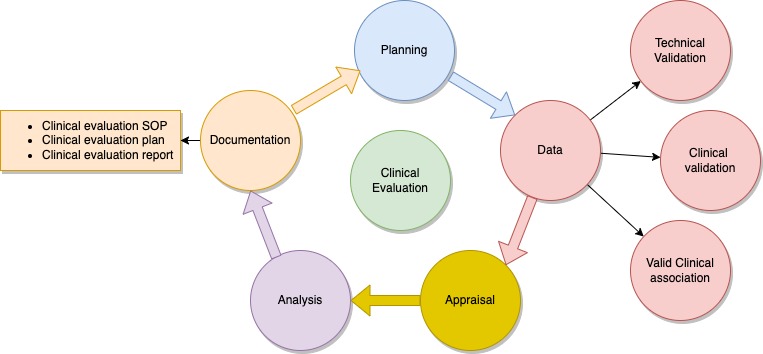 Planning
Technical
Validation
Clinical evaluation SOP
Clinical evaluation plan
Clinical evaluation report
Documentation
Data
Clinical
validation
Clinical
Evaluation
Valid Clinical
association
Analysis
Appraisal